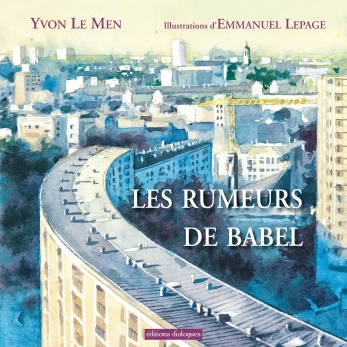 YVON LE MEN
Illustrations d'EMMANUEL LEPAGE
LES RUMEURS
DE BABEL
éditions dialogues